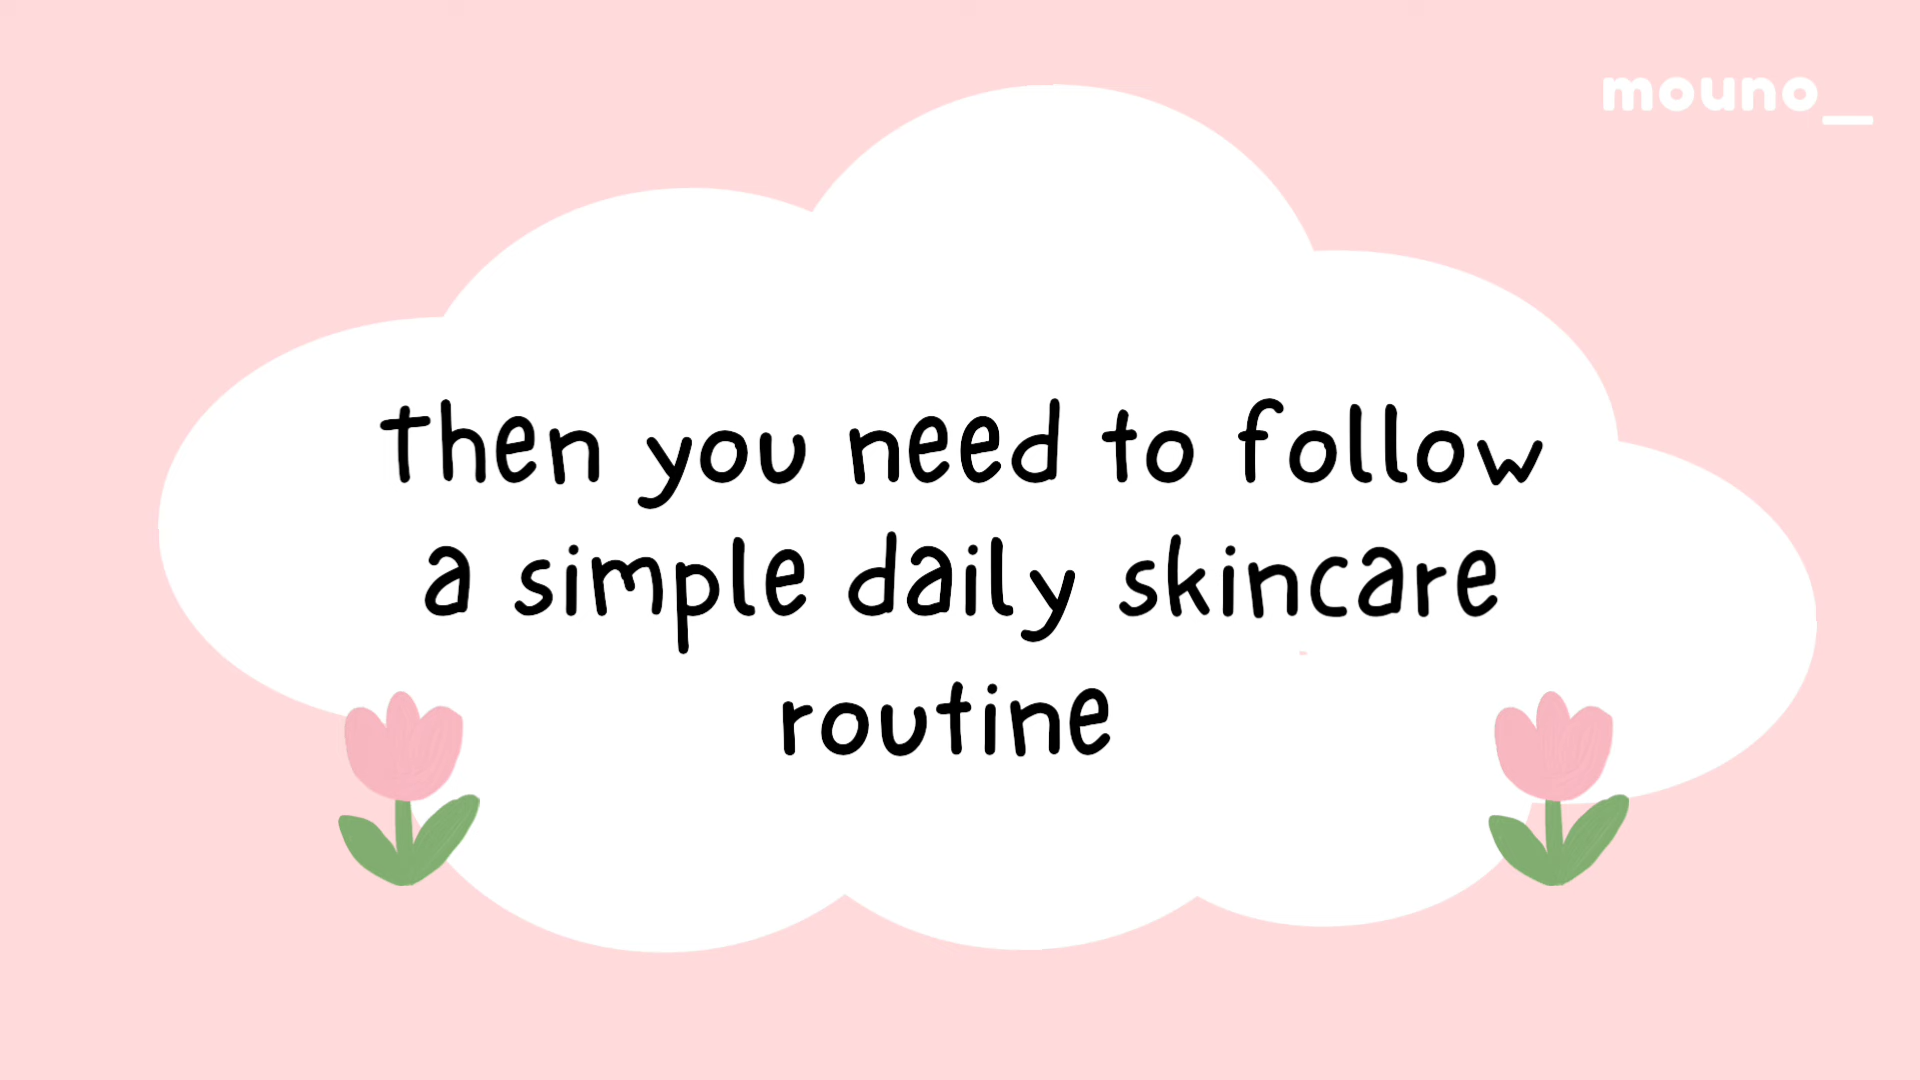 mouno_
then you need to follow
a simple daily skincare
routine